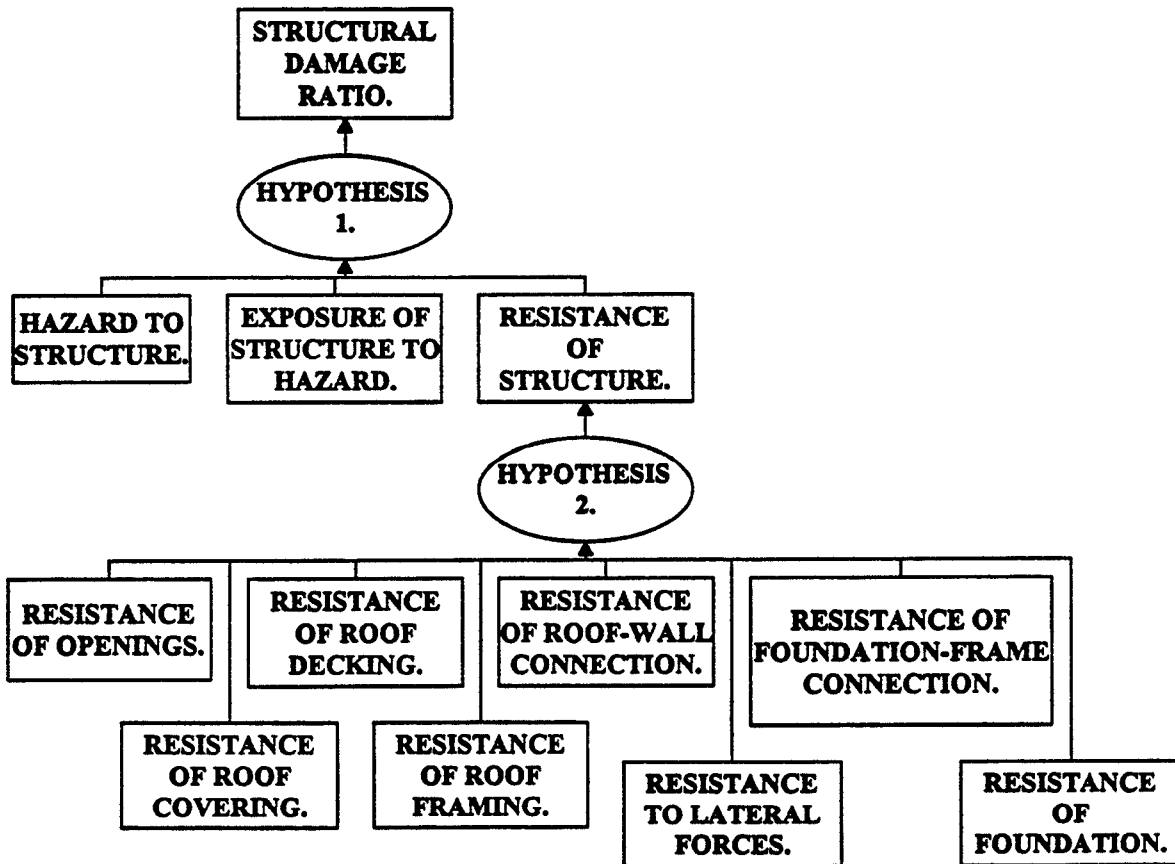 STRUCTURAL
DAMAGE
RATIO.
HYPOTHESIS
1.
HAZARD TO
STRUCTURE.
EXPOSURE OF
STRUCTURE TO
HAZARD.
RESISTANCE
OF
STRUCTURE.
HYPOTHESIS
2.
RESISTANCE
OF OPENINGS.
RESISTANCE
OF ROOF
DECKING.
RESISTANCE
OF ROOF-WALL
CONNECTION.
RESISTANCE OF
FOUNDATION-FRAME
CONNECTION.
RESISTANCE
OF ROOF
COVERING.
RESISTANCE
OF ROOF
FRAMING.
RESISTANCE
TO LATERAL
FORCES.
RESISTANCE
OF
FOUNDATION.